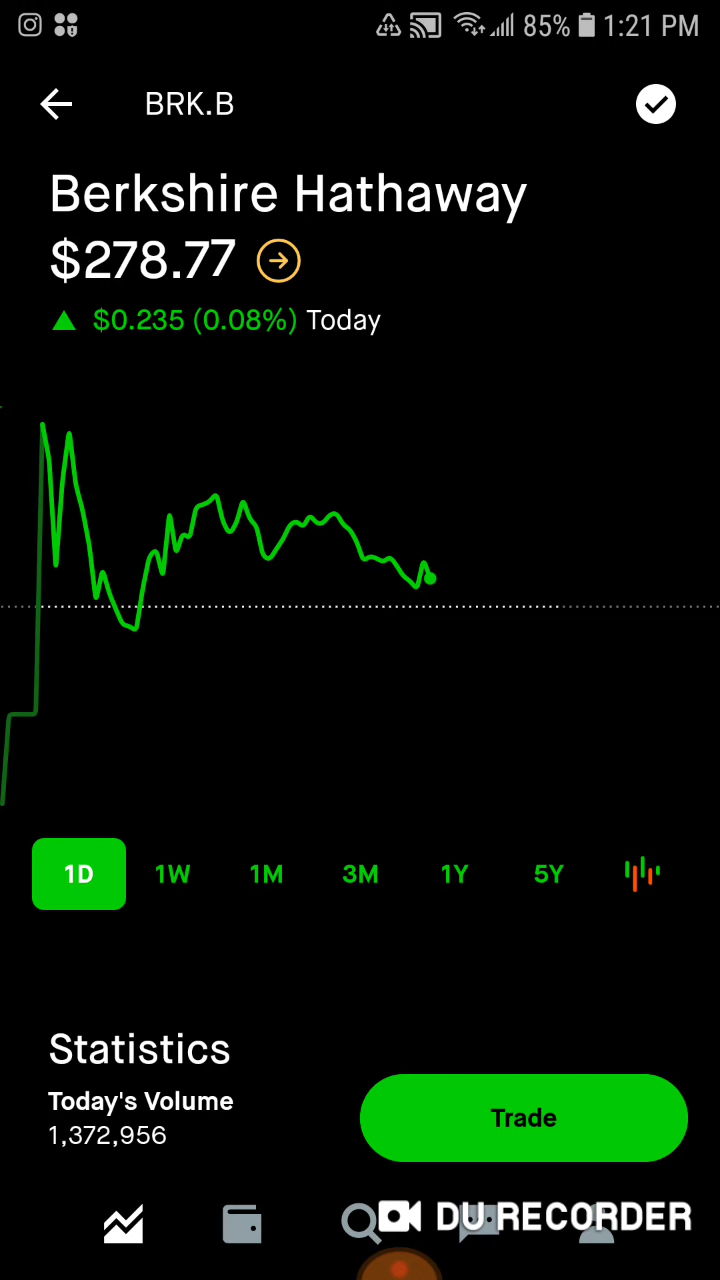 85% 1:21 PM
BRK.B
Berkshire Hathaway
$278.77
$0.235 (0.08%) Today
1D 1W 1M 3M 1Y 5Y
Statistics
Today's Volume
1,372,956
Trade
DU RECORDER